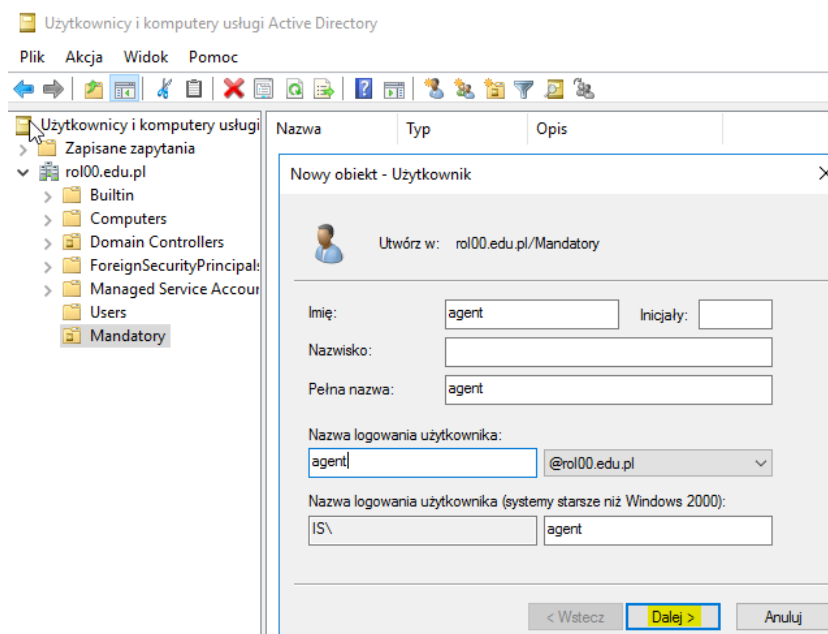 Użytkownicy i komputery usługi Active Directory
Plik Akcja Widok Pomoc
Użytkownicy i komputery usługi
Zapisane zapytania
rol00.edu.pl
Builtin
Computers
Domain Controllers
ForeignSecurityPrincipals
Managed Service Accour
Users
Mandatory
Nazwa Typ Opis
Nowy obiekt - Użytkownik
Utwórz w: rol00.edu.pl/Mandatory
Imię: agent Inicjały:
Nazwisko:
Pełna nazwa: agent
Nazwa logowania użytkownika:
agent @rol00.edu.pl
Nazwa logowania użytkownika (systemy starsze niż Windows 2000):
IS\ agent
< Wstecz Dalej > Anuluj